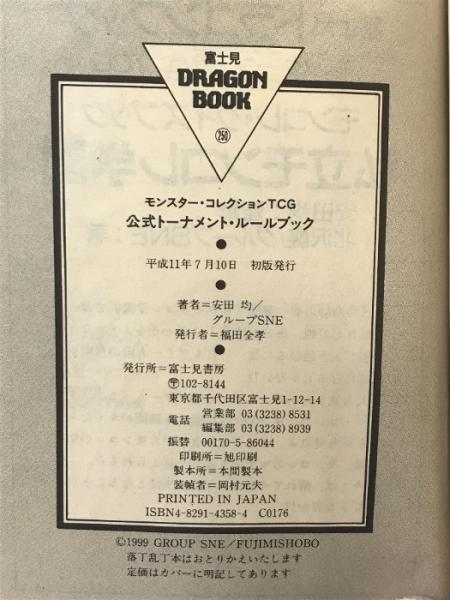 富士見
DRAGON
BOOK
250
モンスター・コレクションTCG
公式トーナメント・ルールブック
●
平成11年7月10日 初版発行
●
著者=安田 均/
グループSNE
発行者=福田全孝
●
発行所=富士見書房
〒102-8144
東京都千代田区富士見1-12-14
電話 営業部 03(3238)8531
編集部 03(3238)8939
振替 00170-5-86044
印刷所=旭印刷
製本所=本間製本
装幀者=岡村元夫
PRINTED IN JAPAN
ISBN4-8291-4358-4 C0176
©1999 GROUP SNE/FUJIMISHOBO
落丁乱丁本はおとりかえいたします
定価はカバーに明記してあります